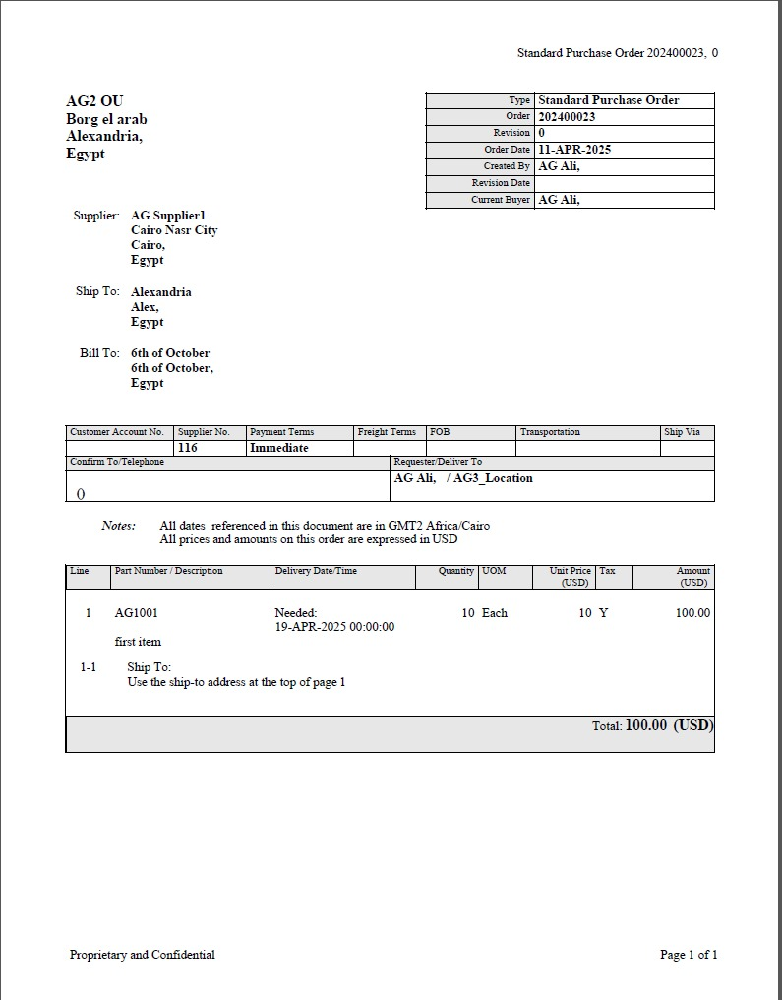 Standard Purchase Order 202400023, 0
AG2 OU
Borg el arab
Alexandria,
Egypt
Type Standard Purchase Order
Order 202400023
Revision 0
Order Date 11-APR-2025
Created By AG Ali,
Revision Date
Current Buyer AG Ali,
Supplier: AG Supplier1
Cairo Nasr City
Cairo,
Egypt
Ship To: Alexandria
Alex,
Egypt
Bill To: 6th of October
6th of October,
Egypt
Customer Account No. Supplier No. Payment Terms Freight Terms FOB Transportation Ship Via
116 Immediate
Confirm To/Telephone Requester/Deliver To
AG Ali, / AG3_Location
()
Notes: All dates referenced in this document are in GMT2 Africa/Cairo
All prices and amounts on this order are expressed in USD
Line Part Number / Description Delivery Date/Time Quantity UOM Unit Price Tax Amount
(USD) (USD)
1 AG1001 Needed: 10 Each 10 Y 100.00
19-APR-2025 00:00:00
first item
1-1 Ship To:
Use the ship-to address at the top of page 1
Total: 100.00 (USD)
Proprietary and Confidential Page 1 of 1